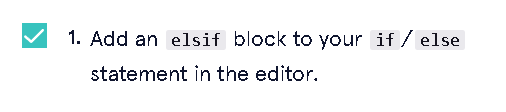 1. Add an elsif block to your if/else
statement in the editor.